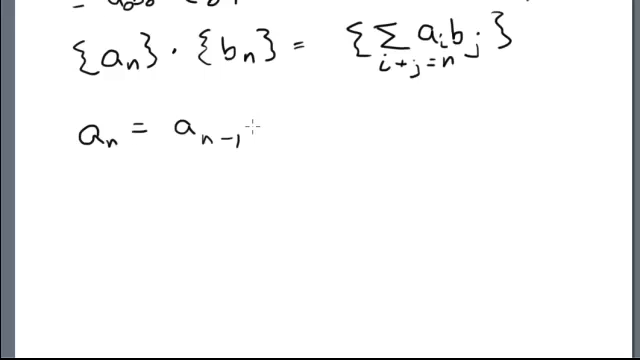 {aₙ} · {bₙ} = { ∑_{i+j=n} aᵢbⱼ }
aₙ = aₙ₋₁